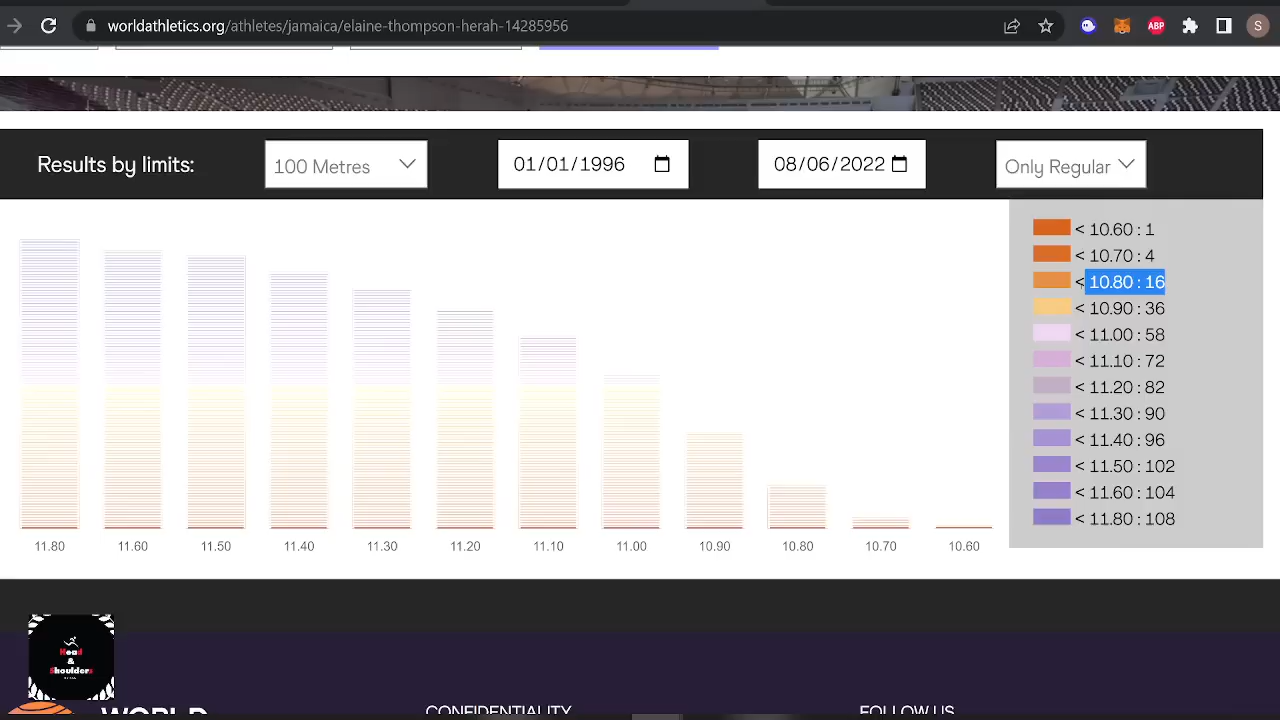 worldathletics.org/athletes/jamaica/elaine-thompson-herah-14285956
ABP
S
Results by limits:
100 Metres
01/01/1996
08/06/2022
Only Regular
< 10.60 : 1
< 10.70 : 4
< 10.80 : 16
< 10.90 : 36
< 11.00 : 58
< 11.10 : 72
< 11.20 : 82
< 11.30 : 90
< 11.40 : 96
< 11.50 : 102
< 11.60 : 104
< 11.80 : 108
11.80 11.60 11.50 11.40 11.30 11.20 11.10 11.00 10.90 10.80 10.70 10.60
Head
&
Shoulders
WORLD
CONFIDENTIALITY
FOLLOW US